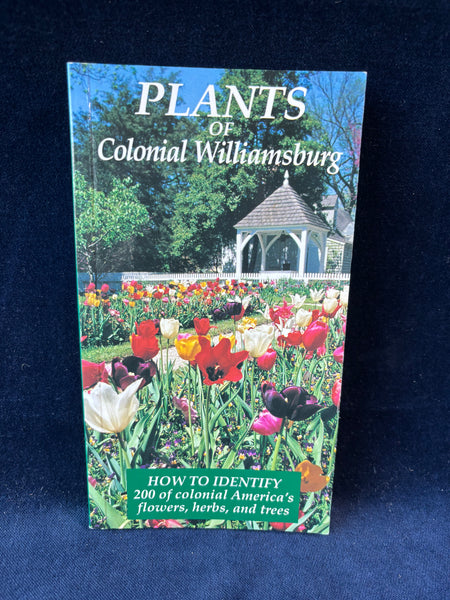 PLANTS
OF
Colonial Williamsburg
HOW TO IDENTIFY
200 of colonial America's
flowers, herbs, and trees